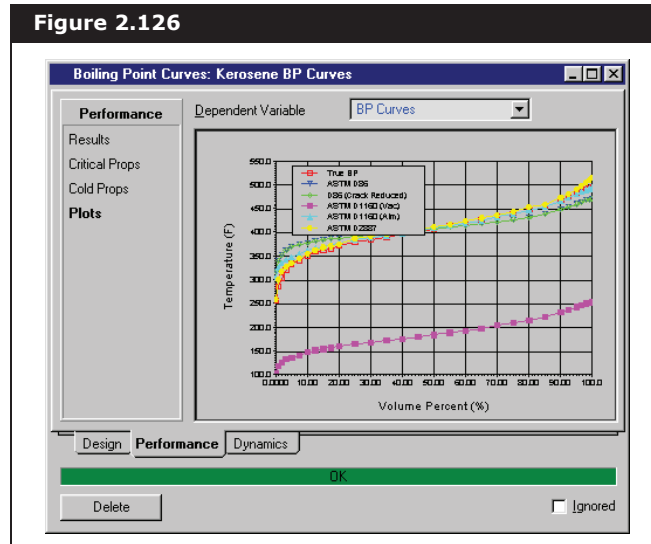 Figure 2.126
Boiling Point Curves: Kerosene BP Curves
Performance
Results
Critical Props
Cold Props
Plots
Dependent Variable
BP Curves
550.0
500.0
450.0
400.0
350.0
300.0
250.0
200.0
150.0
100.0
Temperature (F)
True BP
ASTM D86
D86 (Crack Reduced)
ASTM D1160 (Vac)
ASTM D1160 (Atm)
ASTM D2887
0.0000 10.00 20.00 30.00 40.00 50.00 60.00 70.00 80.00 90.00 100.0
Volume Percent (%)
Design Performance Dynamics
OK
Delete
Ignored